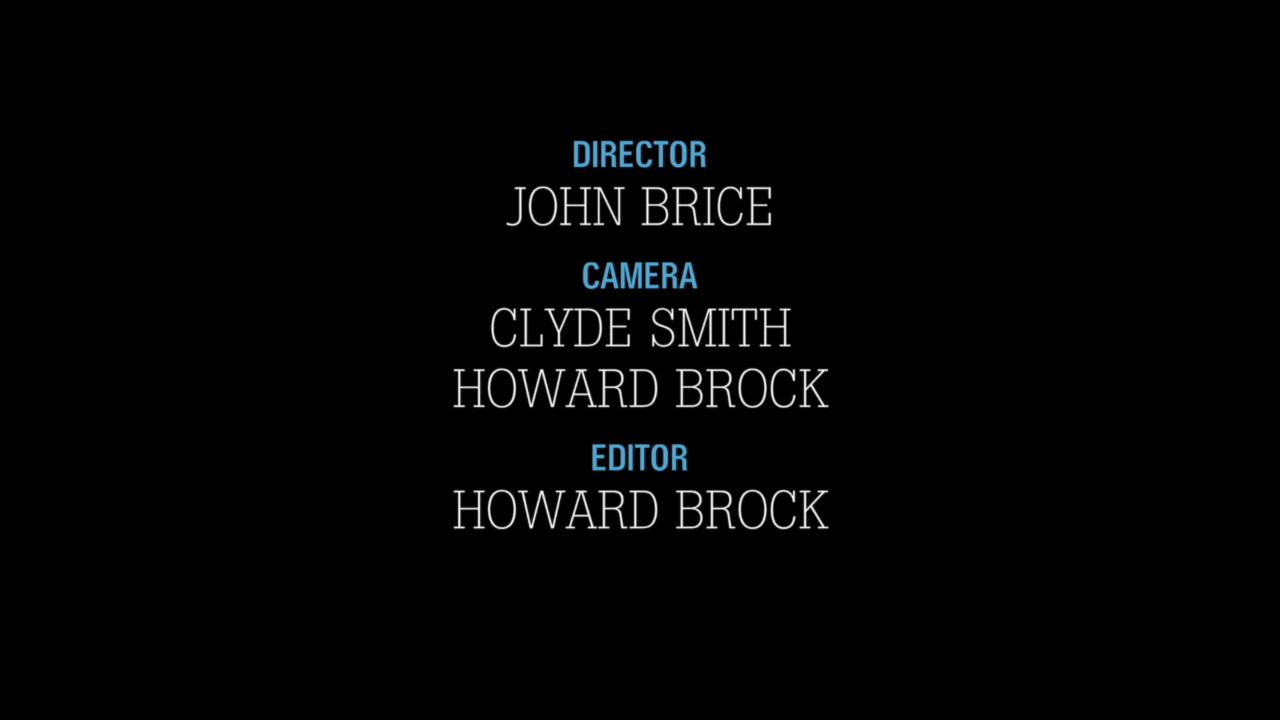 DIRECTOR
JOHN BRICE
CAMERA
CLYDE SMITH
HOWARD BROCK
EDITOR
HOWARD BROCK